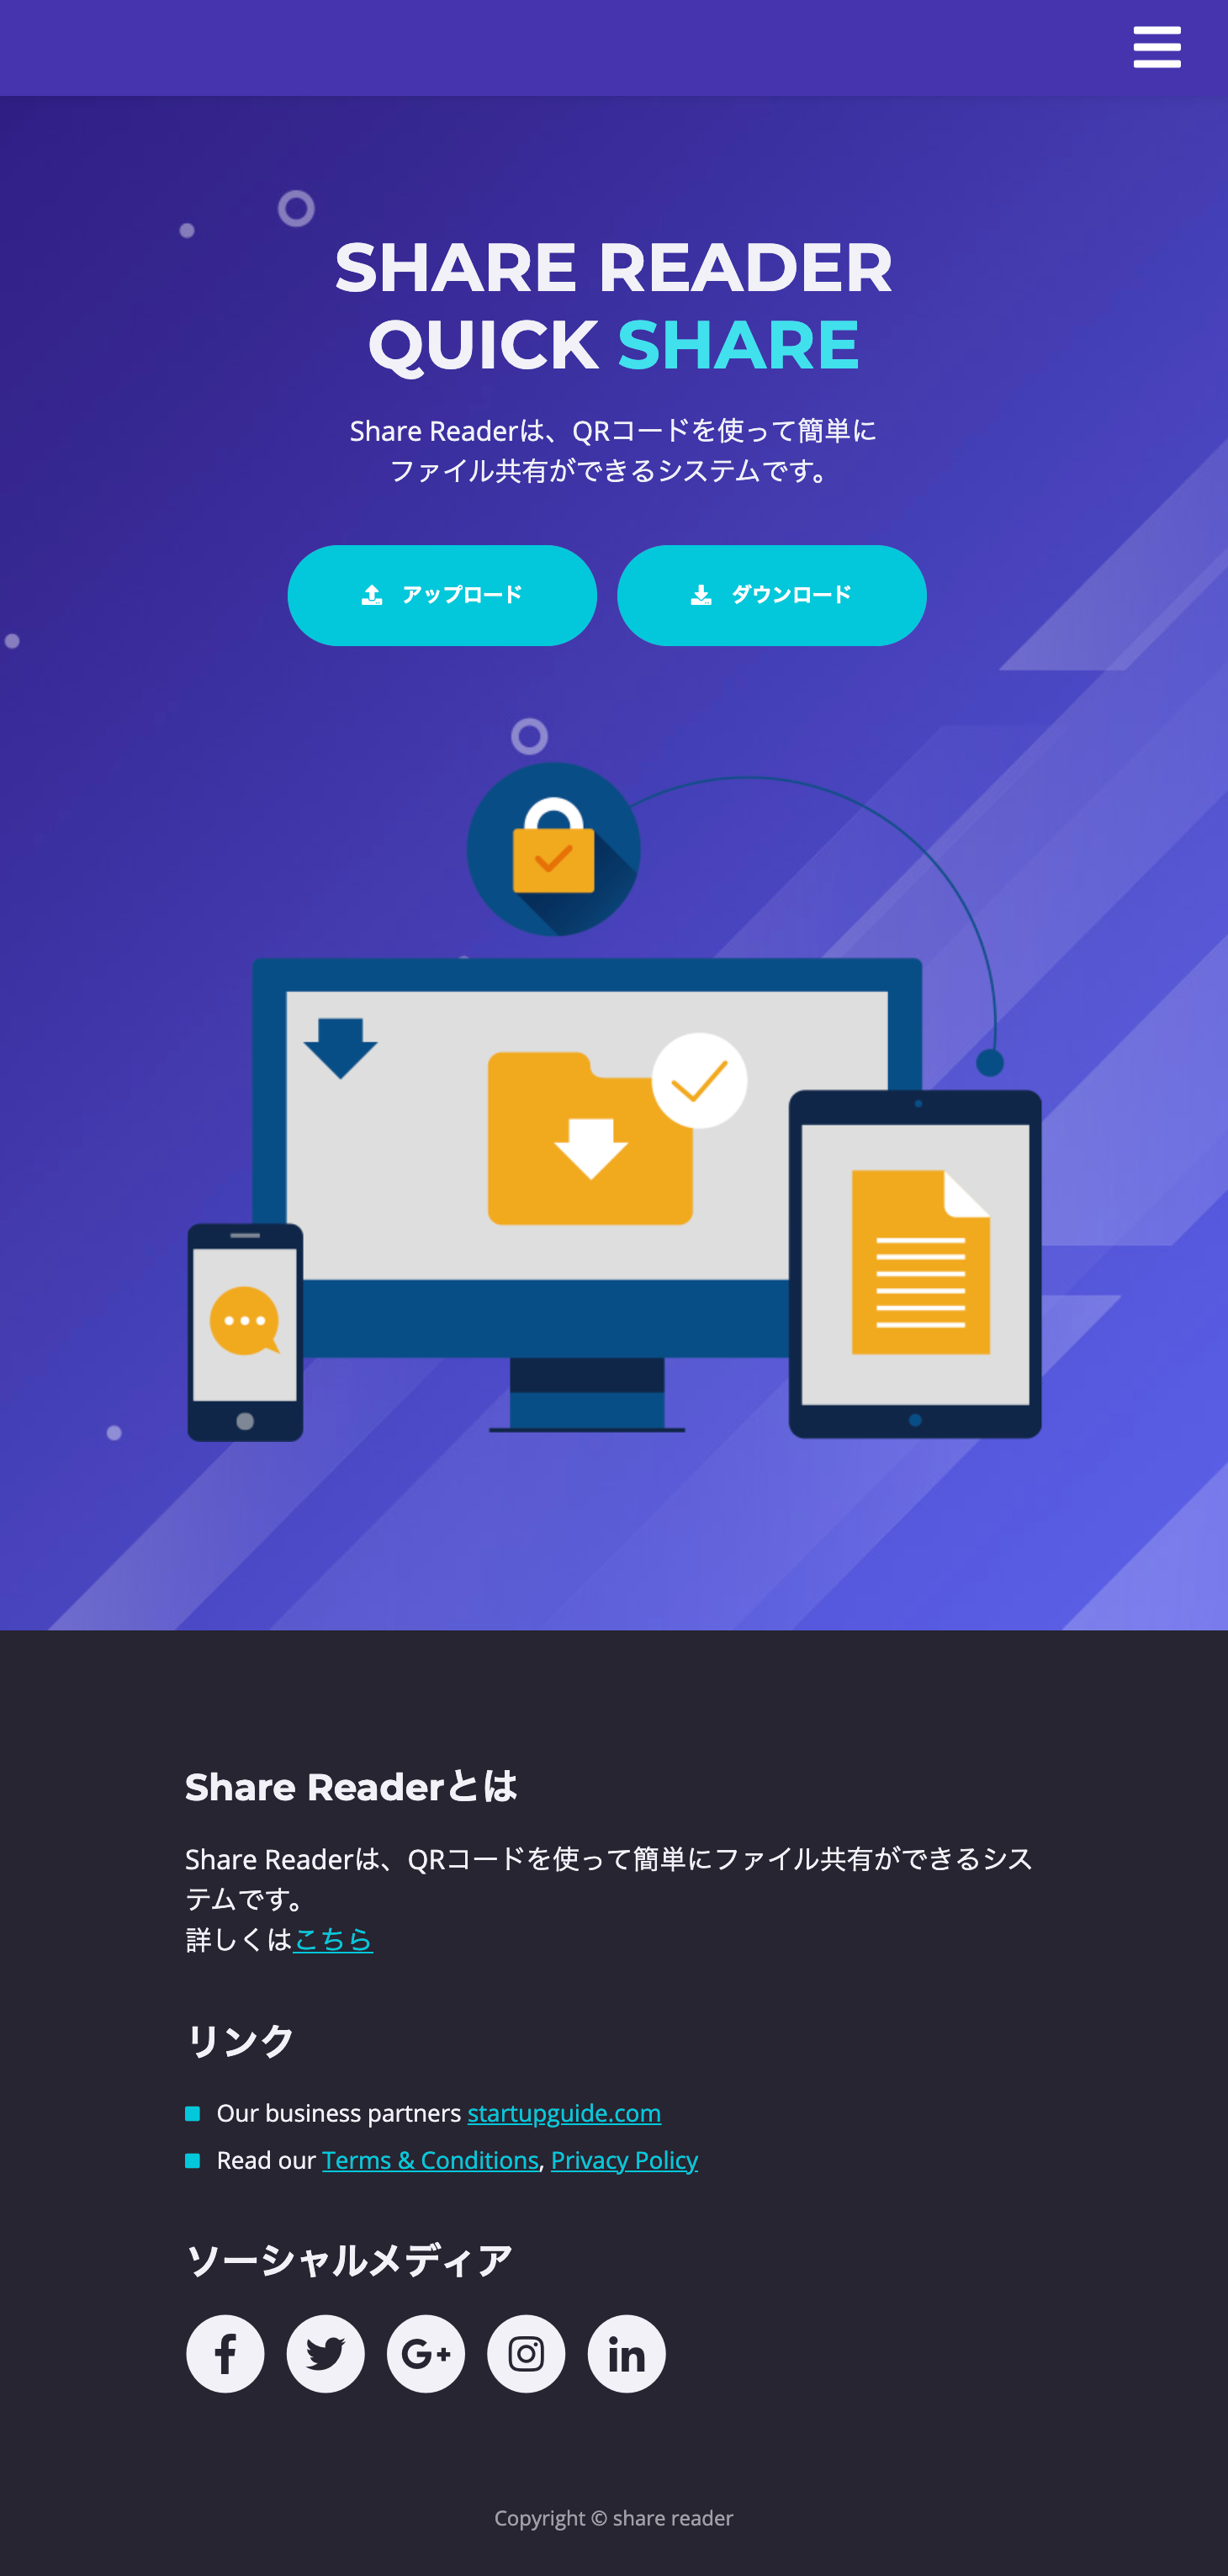 SHARE READER
QUICK SHARE
Share Readerは、QRコードを使って簡単に
ファイル共有ができるシステムです。
アップロード
ダウンロード
Share Readerとは
Share Readerは、QRコードを使って簡単にファイル共有ができるシス
テムです。
詳しくはこちら
リンク
Our business partners startupguide.com
Read our Terms & Conditions, Privacy Policy
ソーシャルメディア
Copyright © share reader